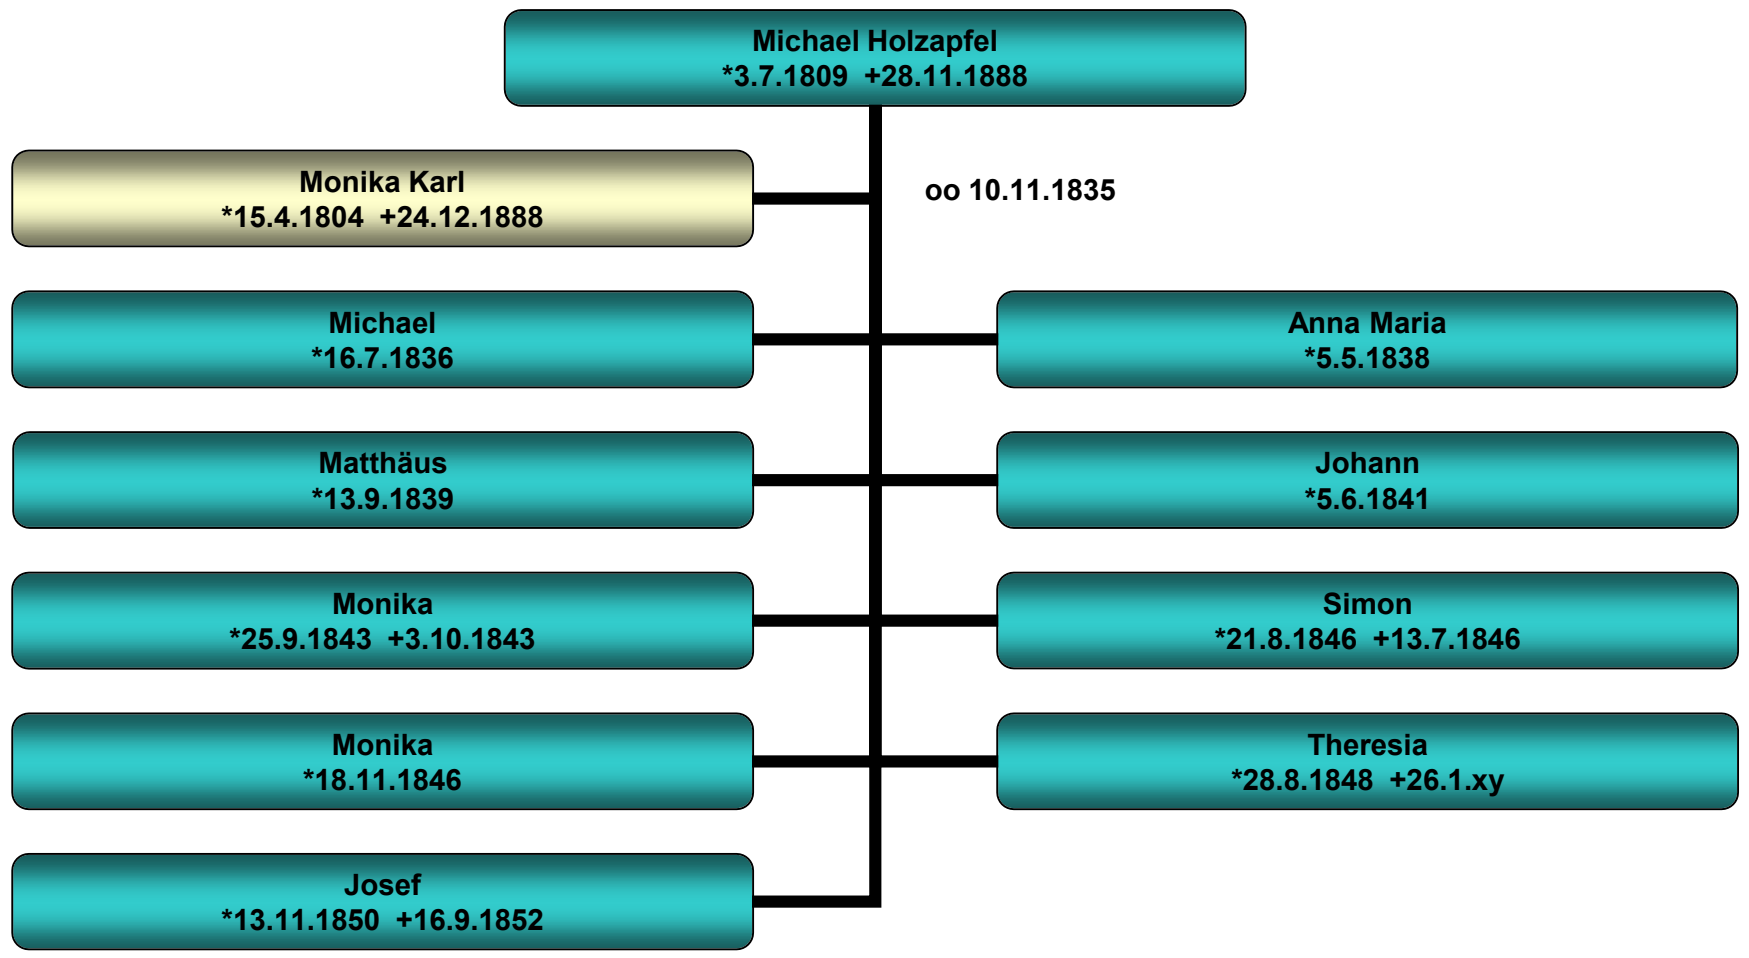 Michael Holzapfel
*3.7.1809 +28.11.1888
Monika Karl
*15.4.1804 +24.12.1888
oo 10.11.1835
Michael
*16.7.1836
Anna Maria
*5.5.1838
Matthäus
*13.9.1839
Johann
*5.6.1841
Monika
*25.9.1843 +3.10.1843
Simon
*21.8.1846 +13.7.1846
Monika
*18.11.1846
Theresia
*28.8.1848 +26.1.xy
Josef
*13.11.1850 +16.9.1852